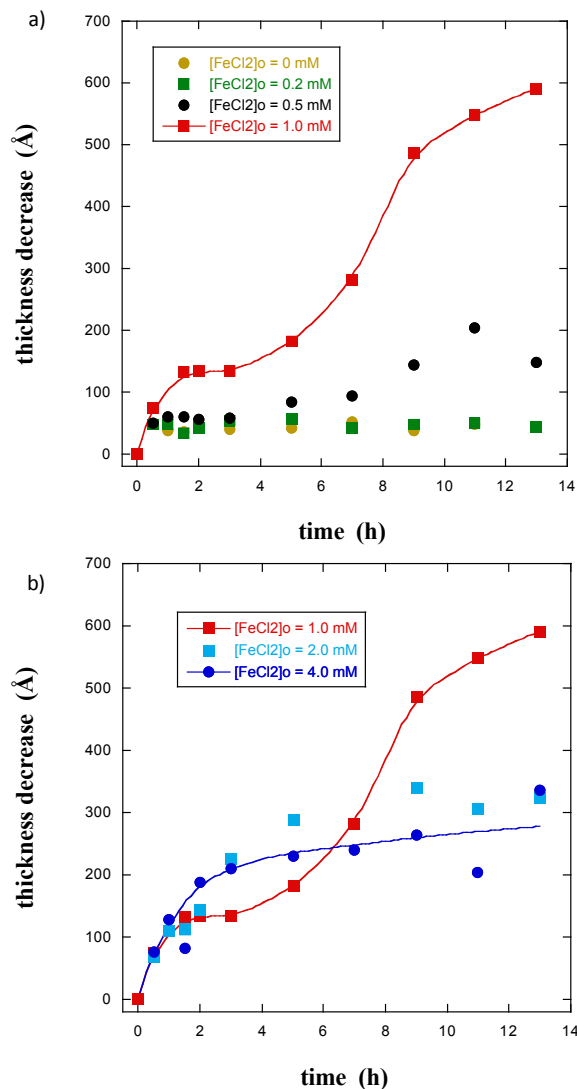 a)
700
600
500
400
300
200
100
0
thickness decrease (Å)
[FeCl2]o = 0 mM
[FeCl2]o = 0.2 mM
[FeCl2]o = 0.5 mM
[FeCl2]o = 1.0 mM
0 2 4 6 8 10 12 14
time (h)
b)
700
600
500
400
300
200
100
0
thickness decrease (Å)
[FeCl2]o = 1.0 mM
[FeCl2]o = 2.0 mM
[FeCl2]o = 4.0 mM
0 2 4 6 8 10 12 14
time (h)